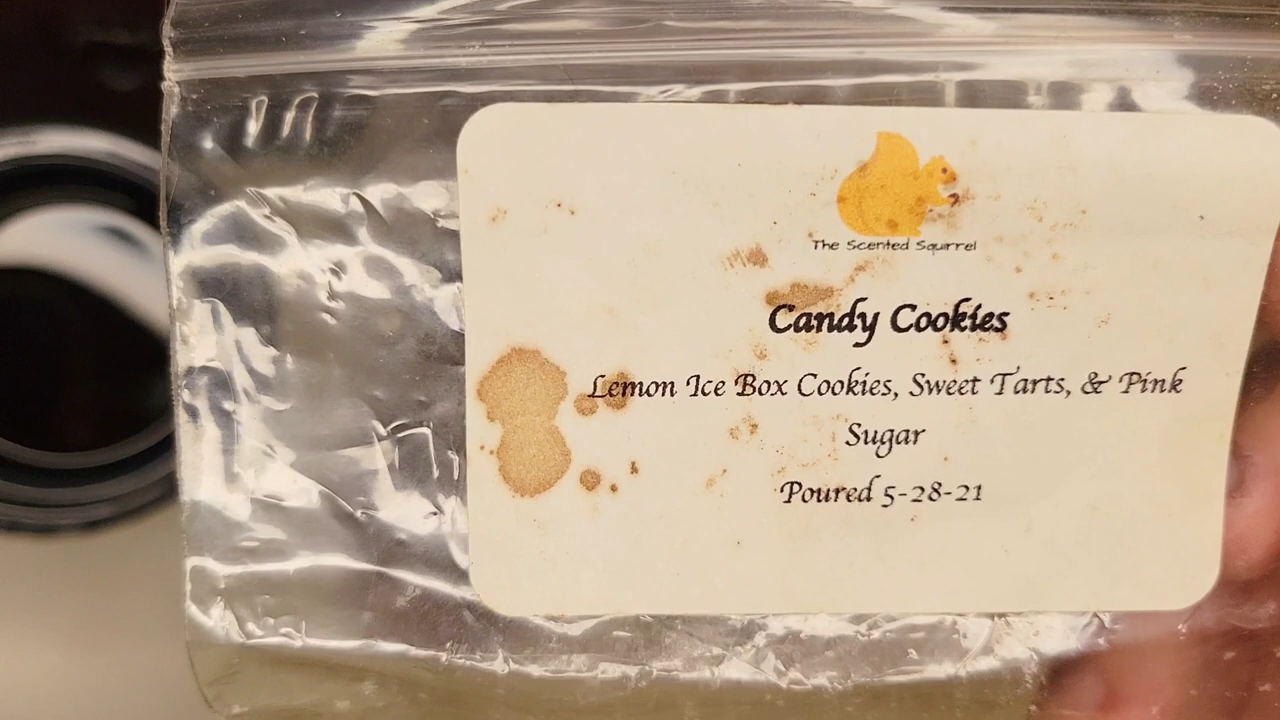 The Scented Squirrel
Candy Cookies
Lemon Ice Box Cookies, Sweet Tarts, & Pink
Sugar
Poured 5-28-21